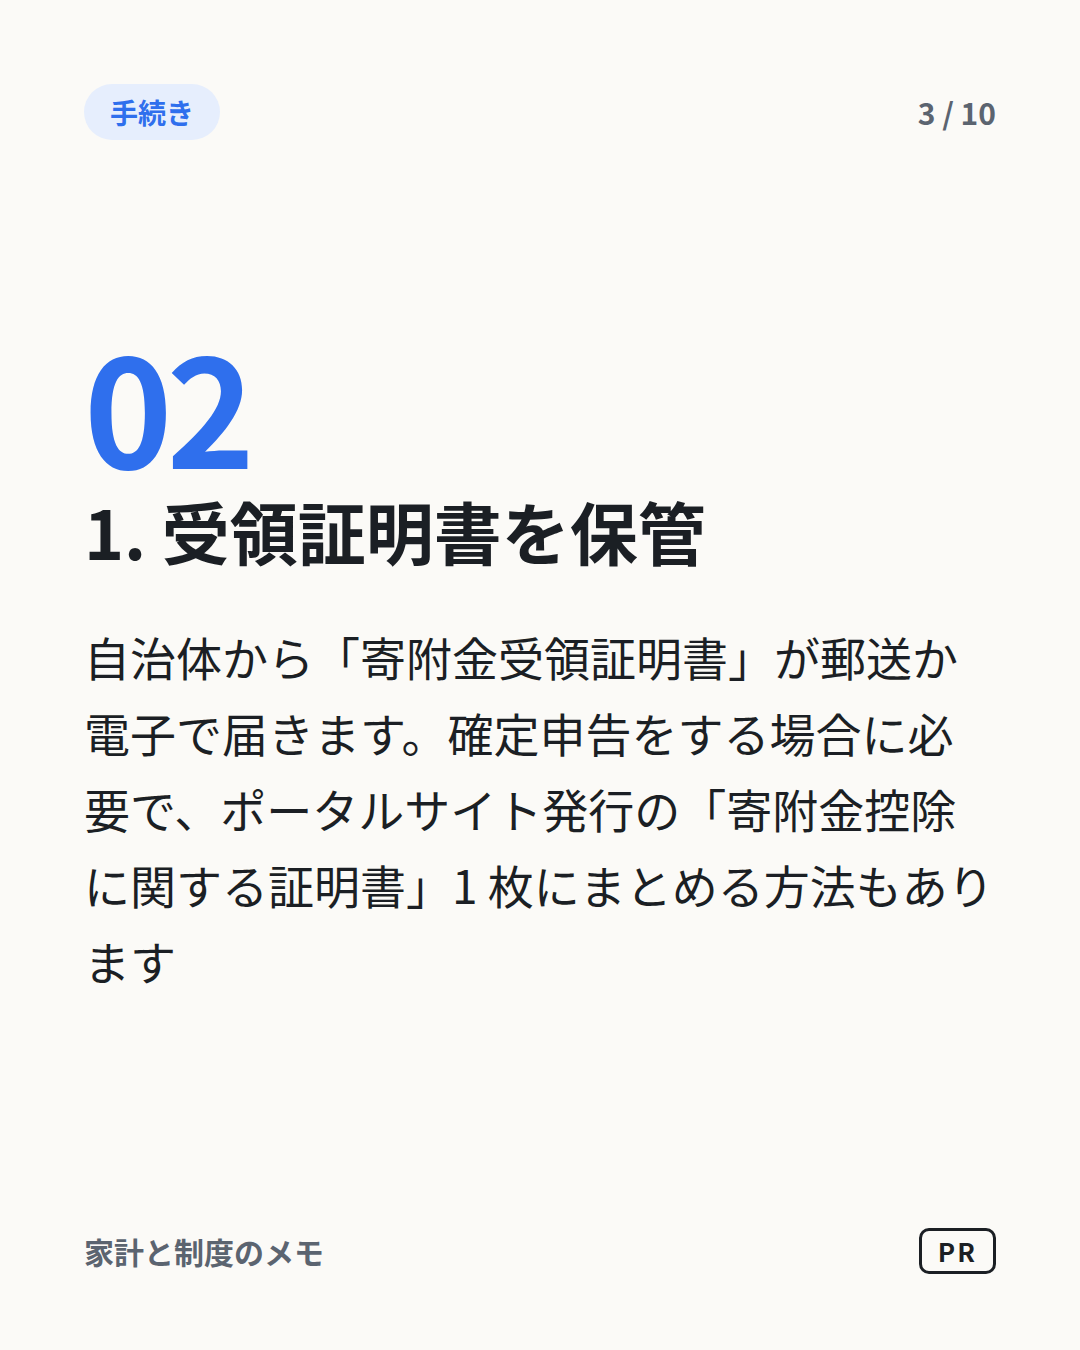 手続き
3 / 10
02
1. 受領証明書を保管
自治体から「寄附金受領証明書」が郵送か
電子で届きます。確定申告をする場合に必
要で、ポータルサイト発行の「寄附金控除
に関する証明書」1 枚にまとめる方法もあり
ます
家計と制度のメモ
PR